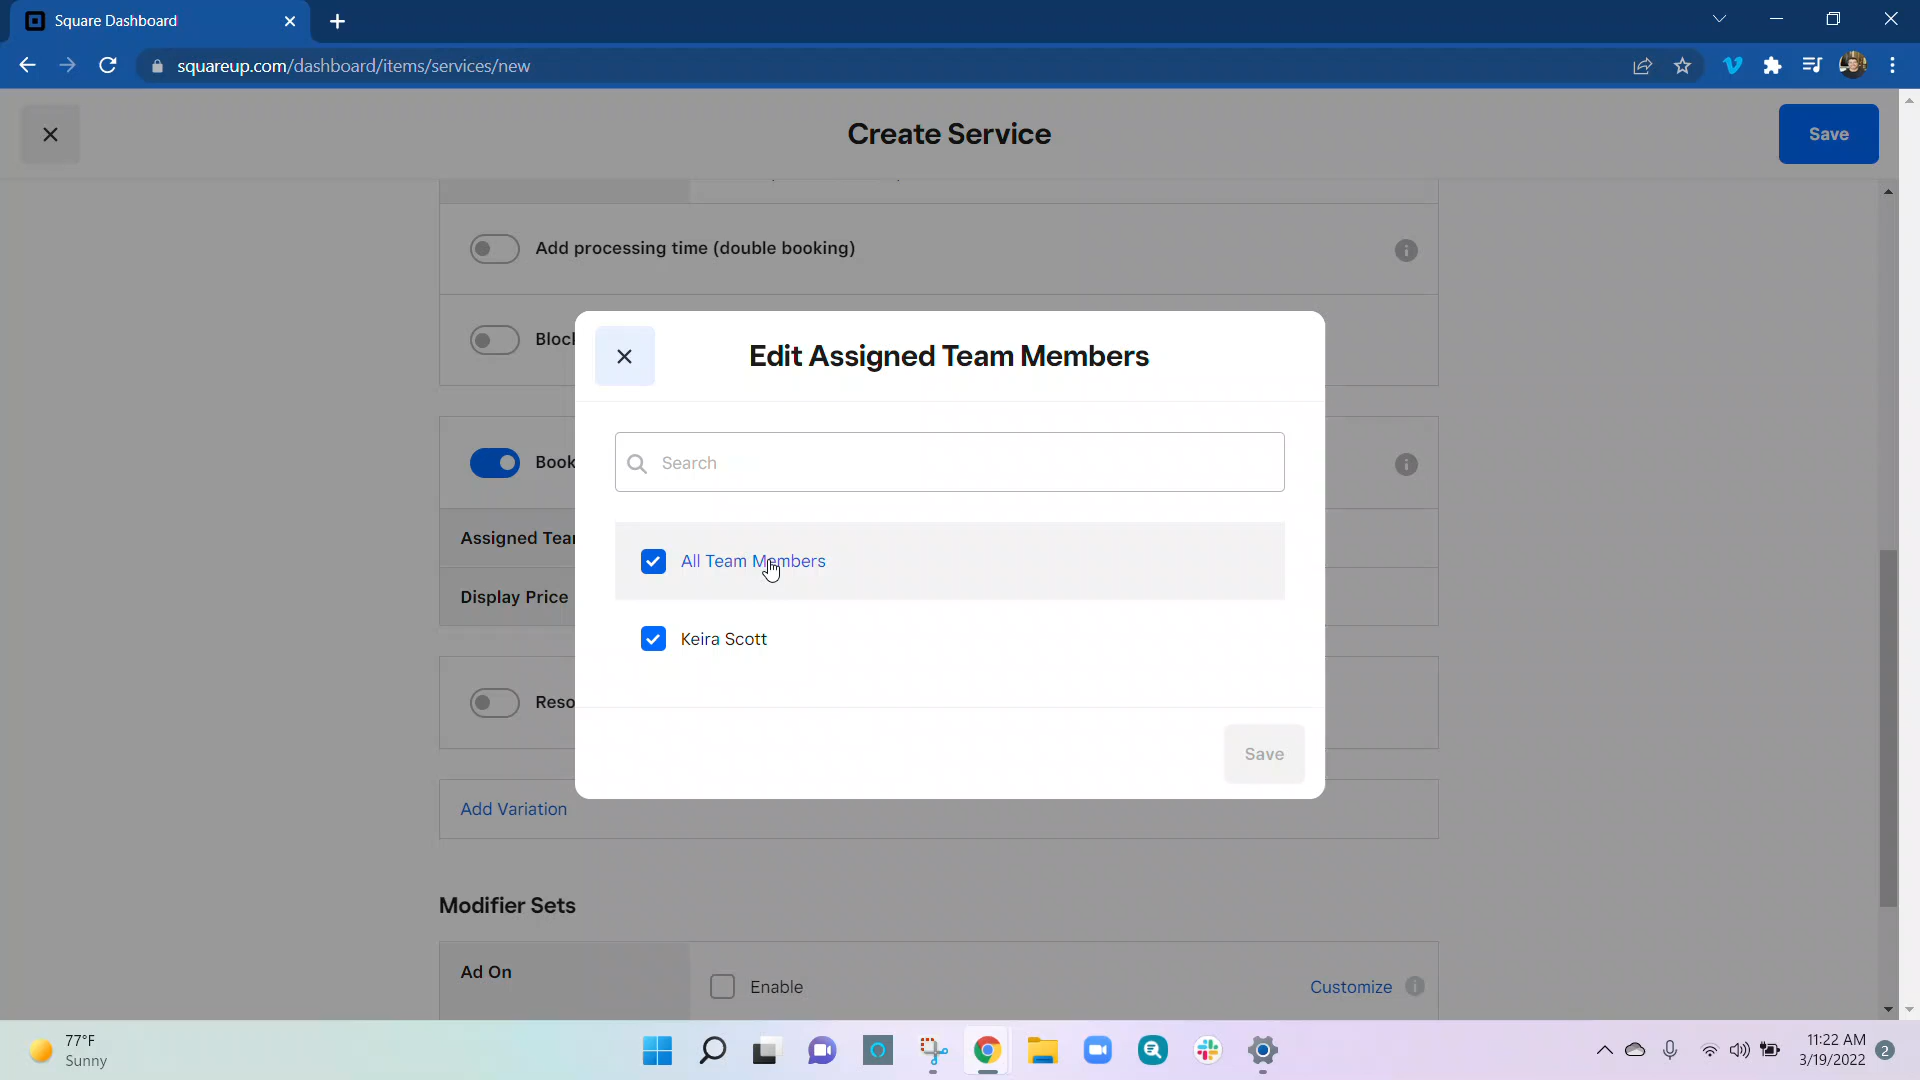 Square Dashboard
squareup.com/dashboard/items/services/new
Create Service
Save
Add processing time (double booking)
Block
Edit Assigned Team Members
Search
Book
Assigned Tear
All Team Members
Display Price
Keira Scott
Reso
Save
Add Variation
Modifier Sets
Ad On
Enable
Customize
77°F
Sunny
11:22 AM
3/19/2022
2